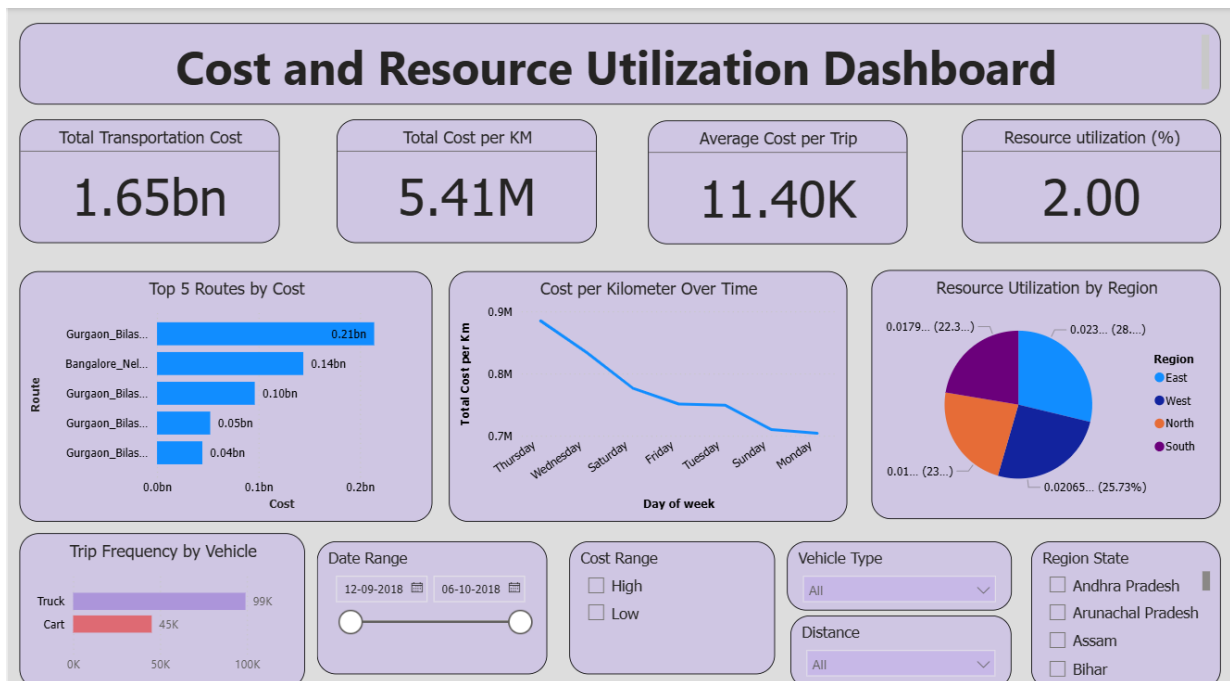 Cost and Resource Utilization Dashboard
Total Transportation Cost
1.65bn
Total Cost per KM
5.41M
Average Cost per Trip
11.40K
Resource utilization (%)
2.00
Top 5 Routes by Cost
Route
Gurgaon_Bilas...
0.21bn
Bangalore_Nel...
0.14bn
Gurgaon_Bilas...
0.10bn
Gurgaon_Bilas...
0.05bn
Gurgaon_Bilas...
0.04bn
0.0bn 0.1bn 0.2bn
Cost
Cost per Kilometer Over Time
Total Cost per Km
0.9M
0.8M
0.7M
Thursday Wednesday Saturday Friday Tuesday Sunday Monday
Day of week
Resource Utilization by Region
0.0179... (22.3...)
0.023... (28....)
0.01... (23...)
0.02065... (25.73%)
Region
East
West
North
South
Trip Frequency by Vehicle
Truck 99K
Cart 45K
0K 50K 100K
Date Range
12-09-2018 06-10-2018
Cost Range
High
Low
Vehicle Type
All
Distance
All
Region State
Andhra Pradesh
Arunachal Pradesh
Assam
Bihar